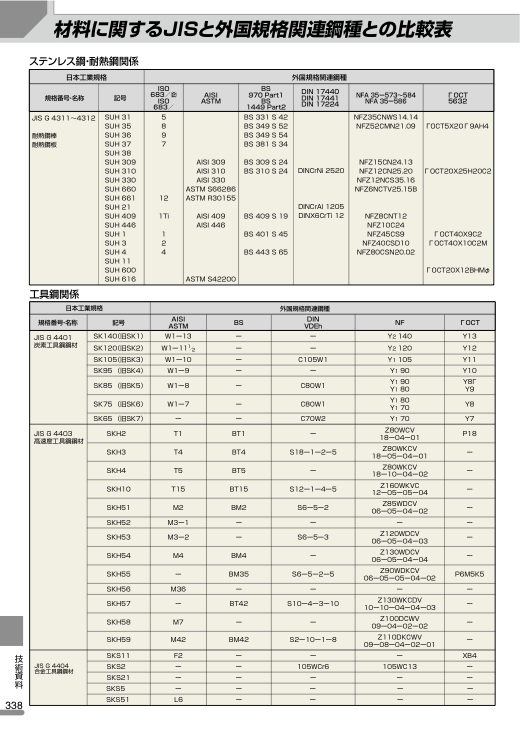 材料に関するJISと外国規格関連鋼種との比較表
ステンレス鋼・耐熱鋼関係
日本工業規格 外国規格関連鋼種
規格番号・名称 記号 ISO 683/ ISO 683/ AISI ASTM BS 970 Part1 BS 1449 Part2 DIN 17440 DIN 17441 DIN 17224 NFA 35-573~584 NFA 35-586 ГОСТ 5632
JIS G 4311~4312 SUH 31 5 BS 331 S 42 NFZ35CNWS14.14
SUH 35 8 BS 349 S 52 NFZ52CMN21.09 ГОСТ5X20Г9AH4
耐熱鋼棒 SUH 36 9 BS 349 S 54
耐熱鋼板 SUH 37 7 BS 381 S 34
SUH 38
SUH 309 AISI 309 BS 309 S 24 NFZ15CN24.13
SUH 310 AISI 310 BS 310 S 24 DINCrNi 2520 NFZ12CN25.20 ГОСТ20X25H20C2
SUH 330 AISI 330 NFZ12NCS35.16
SUH 660 ASTM S66286 NFZ6NCTV25.15B
SUH 661 12 ASTM R30155
SUH 21 DINCrAl 1205
SUH 409 1Ti AISI 409 BS 409 S 19 DINX6CrTi 12 NFZ8CNT12
SUH 446 AISI 446 NFZ10C24
SUH 1 1 BS 401 S 45 NFZ45CS9 ГОСТ40X9C2
SUH 3 2 NFZ40CSD10 ГОСТ40X10C2M
SUH 4 4 BS 443 S 65 NFZ80CSN20.02
SUH 11
SUH 600 ГОСТ20X12BHMφ
SUH 616 ASTM S42200
工具鋼関係
日本工業規格 外国規格関連鋼種
規格番号・名称 記号 AISI ASTM BS DIN VDEh NF ГОСТ
JIS G 4401 SK140(旧SK1) W1-13 - - Y2 140 Y13
炭素工具鋼鋼材 SK120(旧SK2) W1-11 1/2 - - Y2 120 Y12
SK105(旧SK3) W1-10 - C105W1 Y1 105 Y11
SK95 (旧SK4) W1-9 - - Y1 90 Y10
SK85 (旧SK5) W1-8 - C80W1 Y1 90 Y1 80 Y8Г Y9
SK75 (旧SK6) W1-7 - C80W1 Y1 80 Y1 70 Y8
SK65 (旧SK7) - - C70W2 Y1 70 Y7
JIS G 4403 高速度工具鋼鋼材 SKH2 T1 BT1 - Z80WCV 18-04-01 P18
SKH3 T4 BT4 S18-1-2-5 Z80WKCV 18-05-04-01 -
SKH4 T5 BT5 - Z80WKCV 18-10-04-02 -
SKH10 T15 BT15 S12-1-4-5 Z160WKVC 12-05-05-04 -
SKH51 M2 BM2 S6-5-2 Z85WDCV 06-05-04-02 -
SKH52 M3-1 - - - -
SKH53 M3-2 - S6-5-3 Z120WDCV 06-05-04-03 -
SKH54 M4 BM4 - Z130WDCV 06-05-04-04 -
SKH55 - BM35 S6-5-2-5 Z90WDKCV 06-05-05-04-02 P6M5K5
SKH56 M36 - - - -
SKH57 - BT42 S10-4-3-10 Z130WKCDV 10-10-04-04-03 -
SKH58 M7 - - Z100DCWV 09-04-02-02 -
SKH59 M42 BM42 S2-10-1-8 Z110DKCWV 09-08-04-02-01 -
SKS11 F2 - - - XB4
JIS G 4404 合金工具鋼鋼材 SKS2 - - 105WCr6 105WC13 -
SKS21 - - - - -
SKS5 - - - - -
SKS51 L6 - - - -
技術資料
338